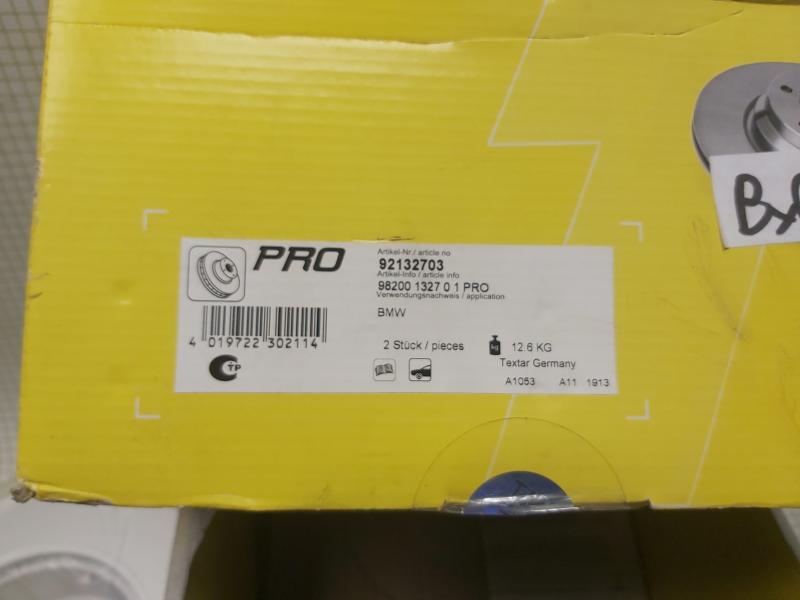 PRO
Artikel-Nr./ article no
92132703
Artikel-Info / article info
98200 1327 0 1 PRO
Verwendungsnachweis / application
BMW
4 019722 302114
2 Stück / pieces
kg 12.6 KG
Textar Germany
A1053 A11 1913